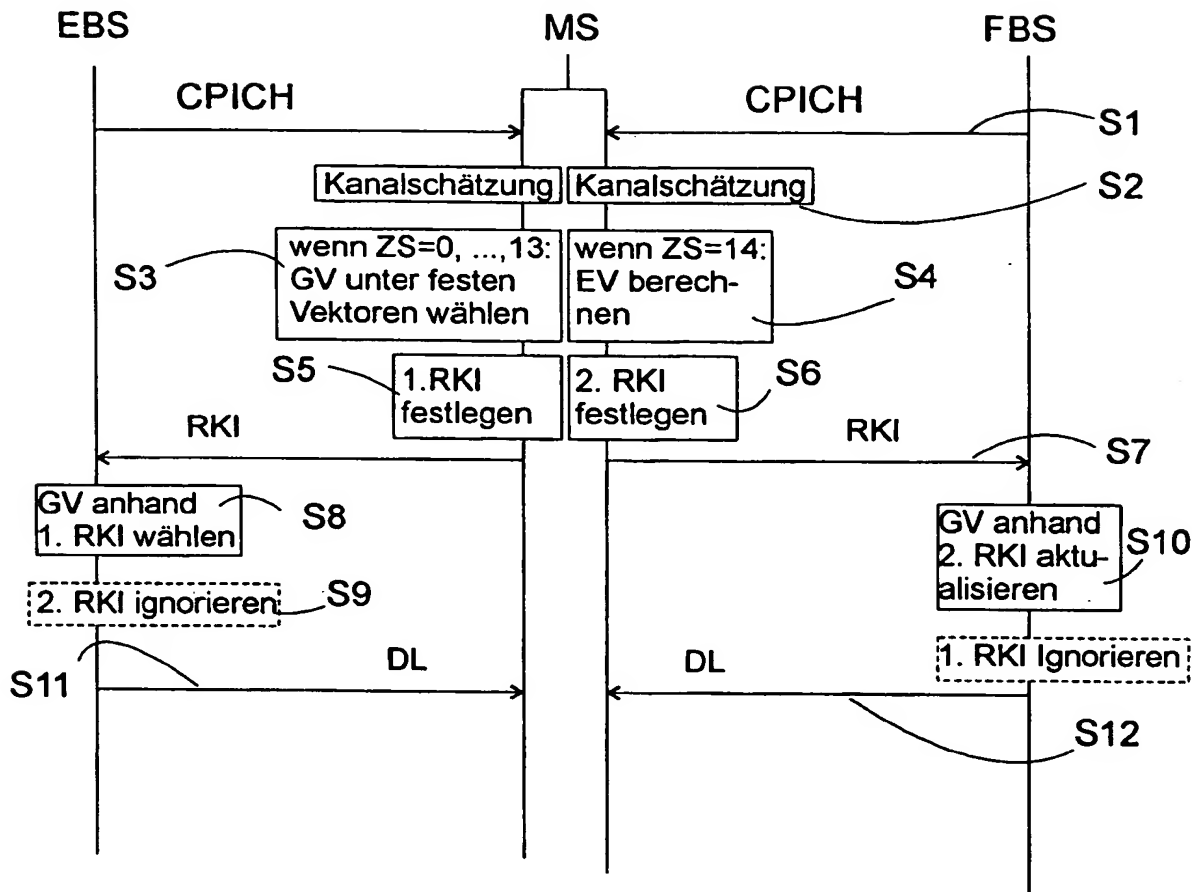 EBS
MS
FBS
CPICH
CPICH
S1
Kanalschätzung
Kanalschätzung
S2
S3
wenn ZS=0, ...,13:
GV unter festen
Vektoren wählen
wenn ZS=14:
EV berech-
nen
S4
S5
1.RKI
festlegen
2. RKI
festlegen
S6
RKI
RKI
S7
GV anhand
1. RKI wählen
S8
GV anhand
2. RKI aktu-
alisieren
S10
2. RKI ignorieren
S9
1. RKI Ignorieren
S11
DL
DL
S12